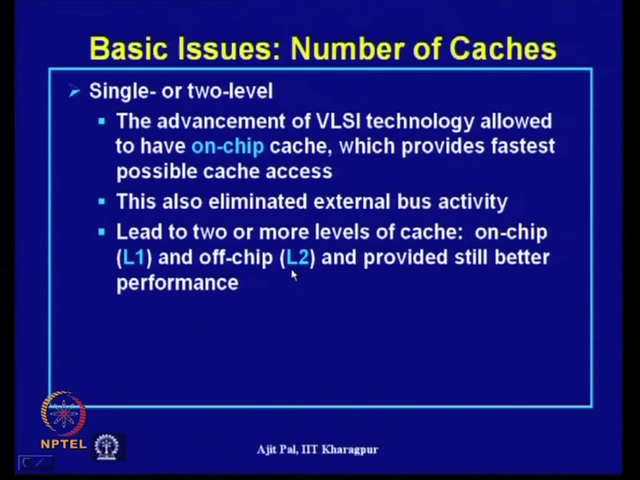 Basic Issues: Number of Caches
Single- or two-level
The advancement of VLSI technology allowed
to have on-chip cache, which provides fastest
possible cache access
This also eliminated external bus activity
Lead to two or more levels of cache: on-chip
(L1) and off-chip (L2) and provided still better
performance
NPTEL
Ajit Pal, IIT Kharagpur